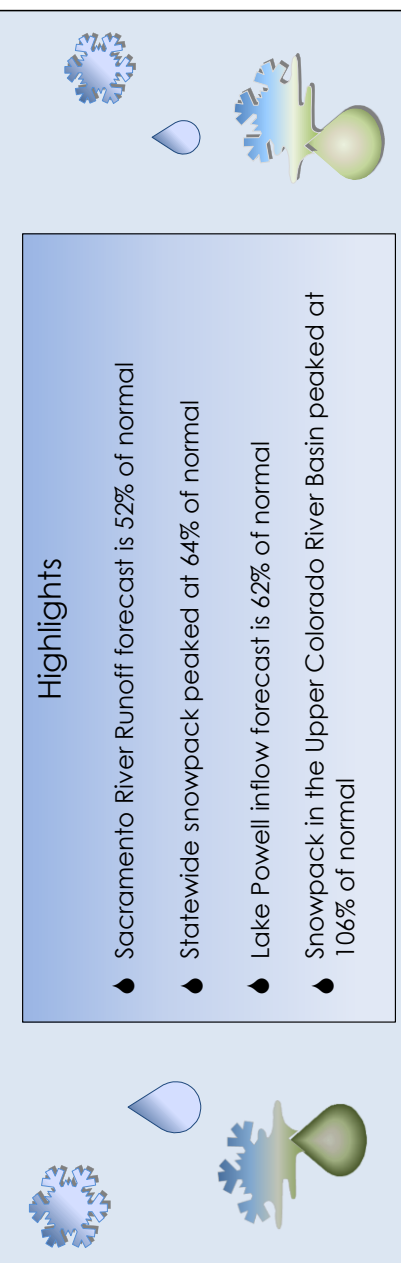 Highlights
Sacramento River Runoff forecast is 52% of normal
Statewide snowpack peaked at 64% of normal
Lake Powell inflow forecast is 62% of normal
Snowpack in the Upper Colorado River Basin peaked at
106% of normal